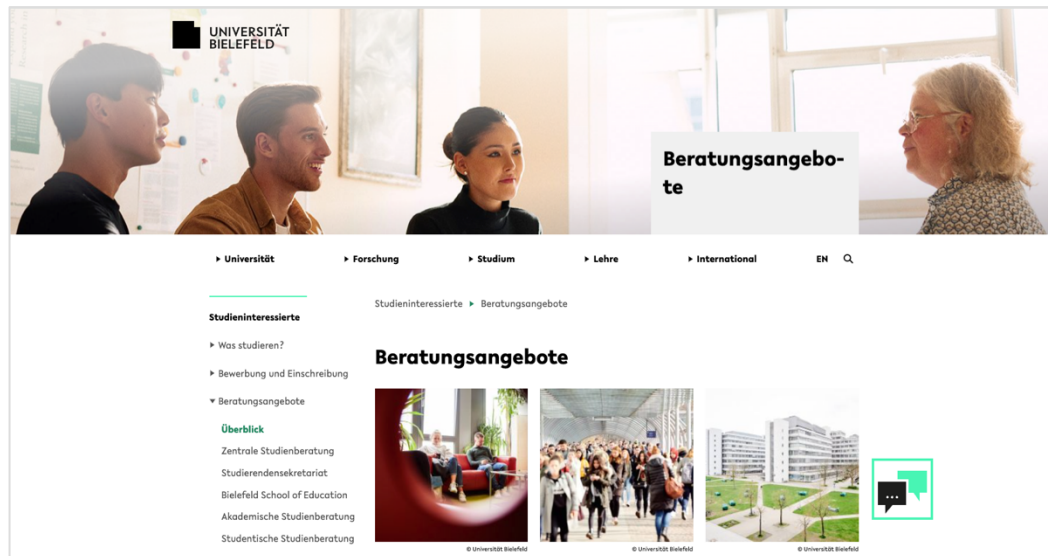 UNIVERSITÄT
BIELEFELD
Beratungsangebo-
te
Universität
Forschung
Studium
Lehre
International
EN
Studieninteressierte
Beratungsangebote
Studieninteressierte
Was studieren?
Bewerbung und Einschreibung
Beratungsangebote
Überblick
Zentrale Studienberatung
Studierendensekretariat
Bielefeld School of Education
Akademische Studienberatung
Studentische Studienberatung
Beratungsangebote
© Universität Bielefeld
© Universität Bielefeld
© Universität Bielefeld